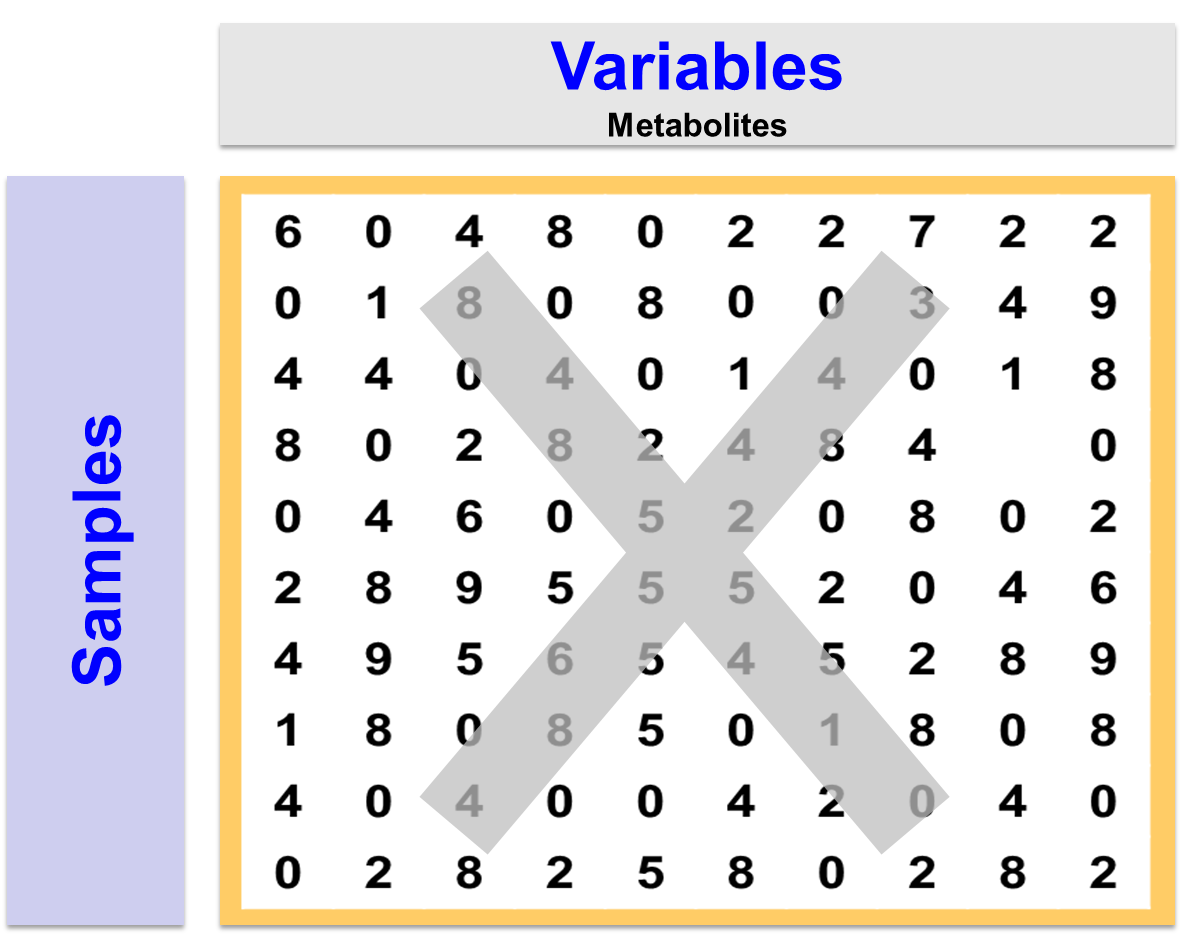 Variables
Metabolites
Samples
6 0 4 8 0 2 2 7 2 2
0 1 8 0 8 0 0 3 4 9
4 4 0 4 0 1 4 0 1 8
8 0 2 8 2 4 8 4 0
0 4 6 0 5 2 0 8 0 2
2 8 9 5 5 5 2 0 4 6
4 9 5 6 5 4 5 2 8 9
1 8 0 8 5 0 1 8 0 8
4 0 4 0 0 4 2 0 4 0
0 2 8 2 5 8 0 2 8 2